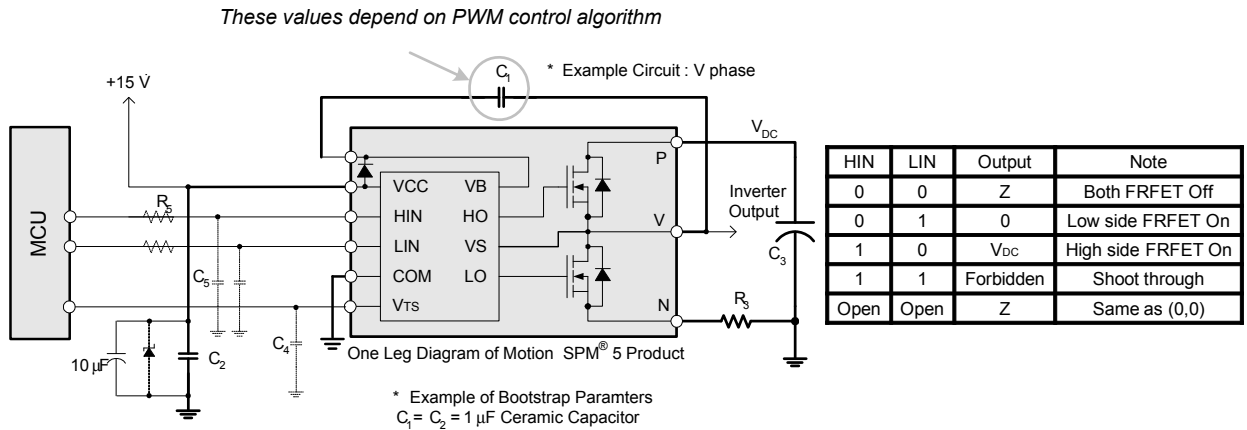 These values depend on PWM control algorithm
C1
* Example Circuit : V phase
+15 V
VDC
P
MCU
R5
VCC VB
HIN HO
LIN VS
COM LO
VTS
V
Inverter
Output
C3
C5
N
R3
10 µF
C2
C4
One Leg Diagram of Motion SPM® 5 Product
* Example of Bootstrap Paramters
C1= C2 = 1 µF Ceramic Capacitor
HIN LIN Output Note
0 0 Z Both FRFET Off
0 1 0 Low side FRFET On
1 0 VDC High side FRFET On
1 1 Forbidden Shoot through
Open Open Z Same as (0,0)